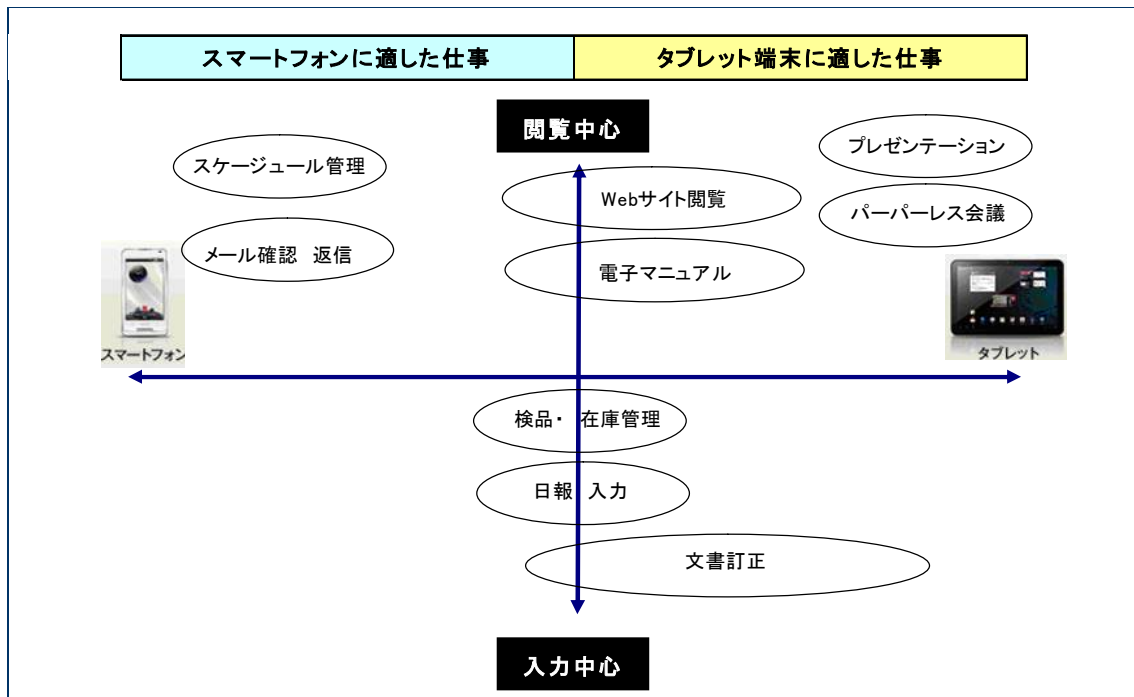 スマートフォンに適した仕事
タブレット端末に適した仕事
閲覧中心
プレゼンテーション
スケージュール管理
Webサイト閲覧
パーパーレス会議
メール確認 返信
電子マニュアル
スマートフォン
タブレット
検品・ 在庫管理
日報 入力
文書訂正
入力中心